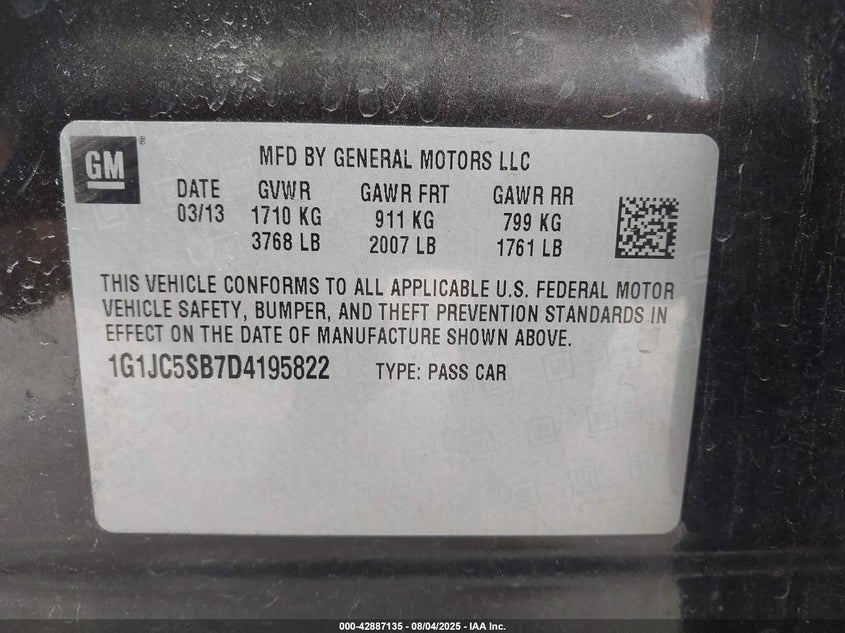 GM
MFD BY GENERAL MOTORS LLC
DATE GVWR GAWR FRT GAWR RR
03/13 1710 KG 911 KG 799 KG
3768 LB 2007 LB 1761 LB
THIS VEHICLE CONFORMS TO ALL APPLICABLE U.S. FEDERAL MOTOR
VEHICLE SAFETY, BUMPER, AND THEFT PREVENTION STANDARDS IN
EFFECT ON THE DATE OF MANUFACTURE SHOWN ABOVE.
1G1JC5SB7D4195822 TYPE: PASS CAR
000-42887135 - 08/04/2025 - IAA Inc.